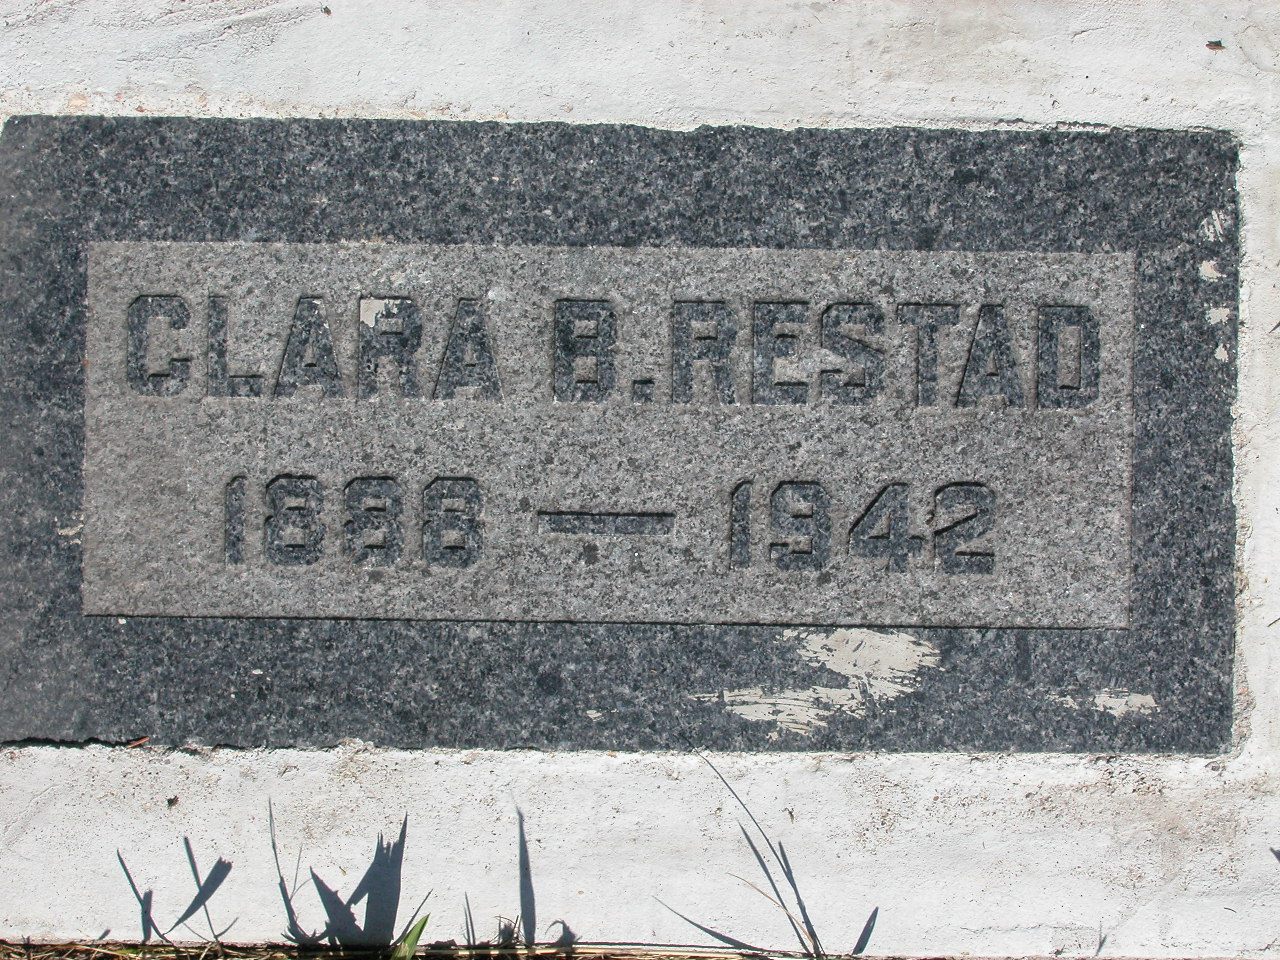 CLARA B. RESTAD
1888 — 1942